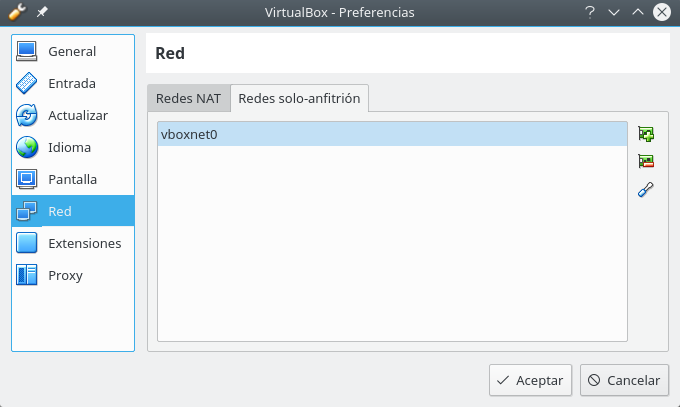 VirtualBox - Preferencias
General
Entrada
Actualizar
Idioma
Pantalla
Red
Extensiones
Proxy
Red
Redes NAT
Redes solo-anfitrión
vboxnet0
Aceptar
Cancelar